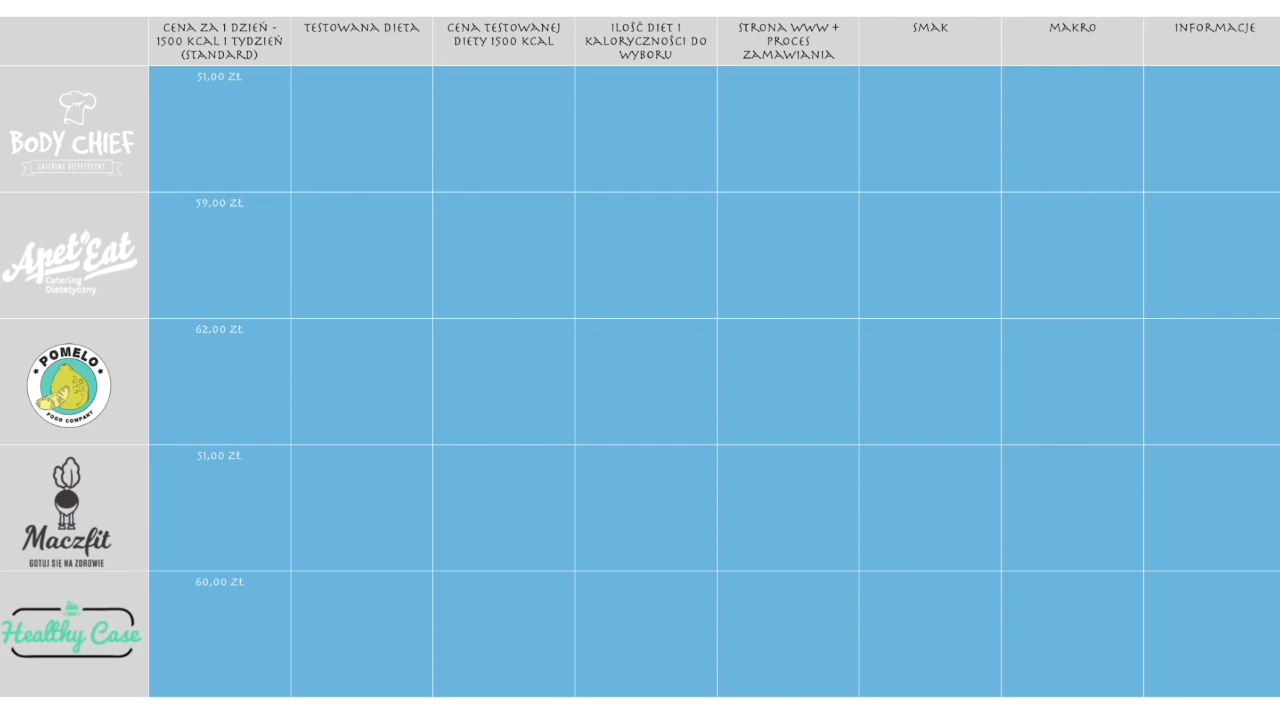 CENA ZA 1 DZIEŃ -
1500 KCAL I TYDZIEŃ
(STANDARD)
TESTOWANA DIETA
CENA TESTOWANEJ
DIETY 1500 KCAL
ILOŚĆ DIET I
KALORYCZNOŚCI DO
WYBORU
STRONA WWW +
PROCES
ZAMAWIANIA
SMAK
MAKRO
INFORMACJE
BODY CHIEF
CATERING DIETETYCZNY
51,00 ZŁ
Apet'Eat
Catering
Dietetyczny
59,00 ZŁ
POMELO
FOOD COMPANY
62,00 ZŁ
Maczfit
GOTUJ SIĘ NA ZDROWIE
51,00 ZŁ
Healthy Case
60,00 ZŁ